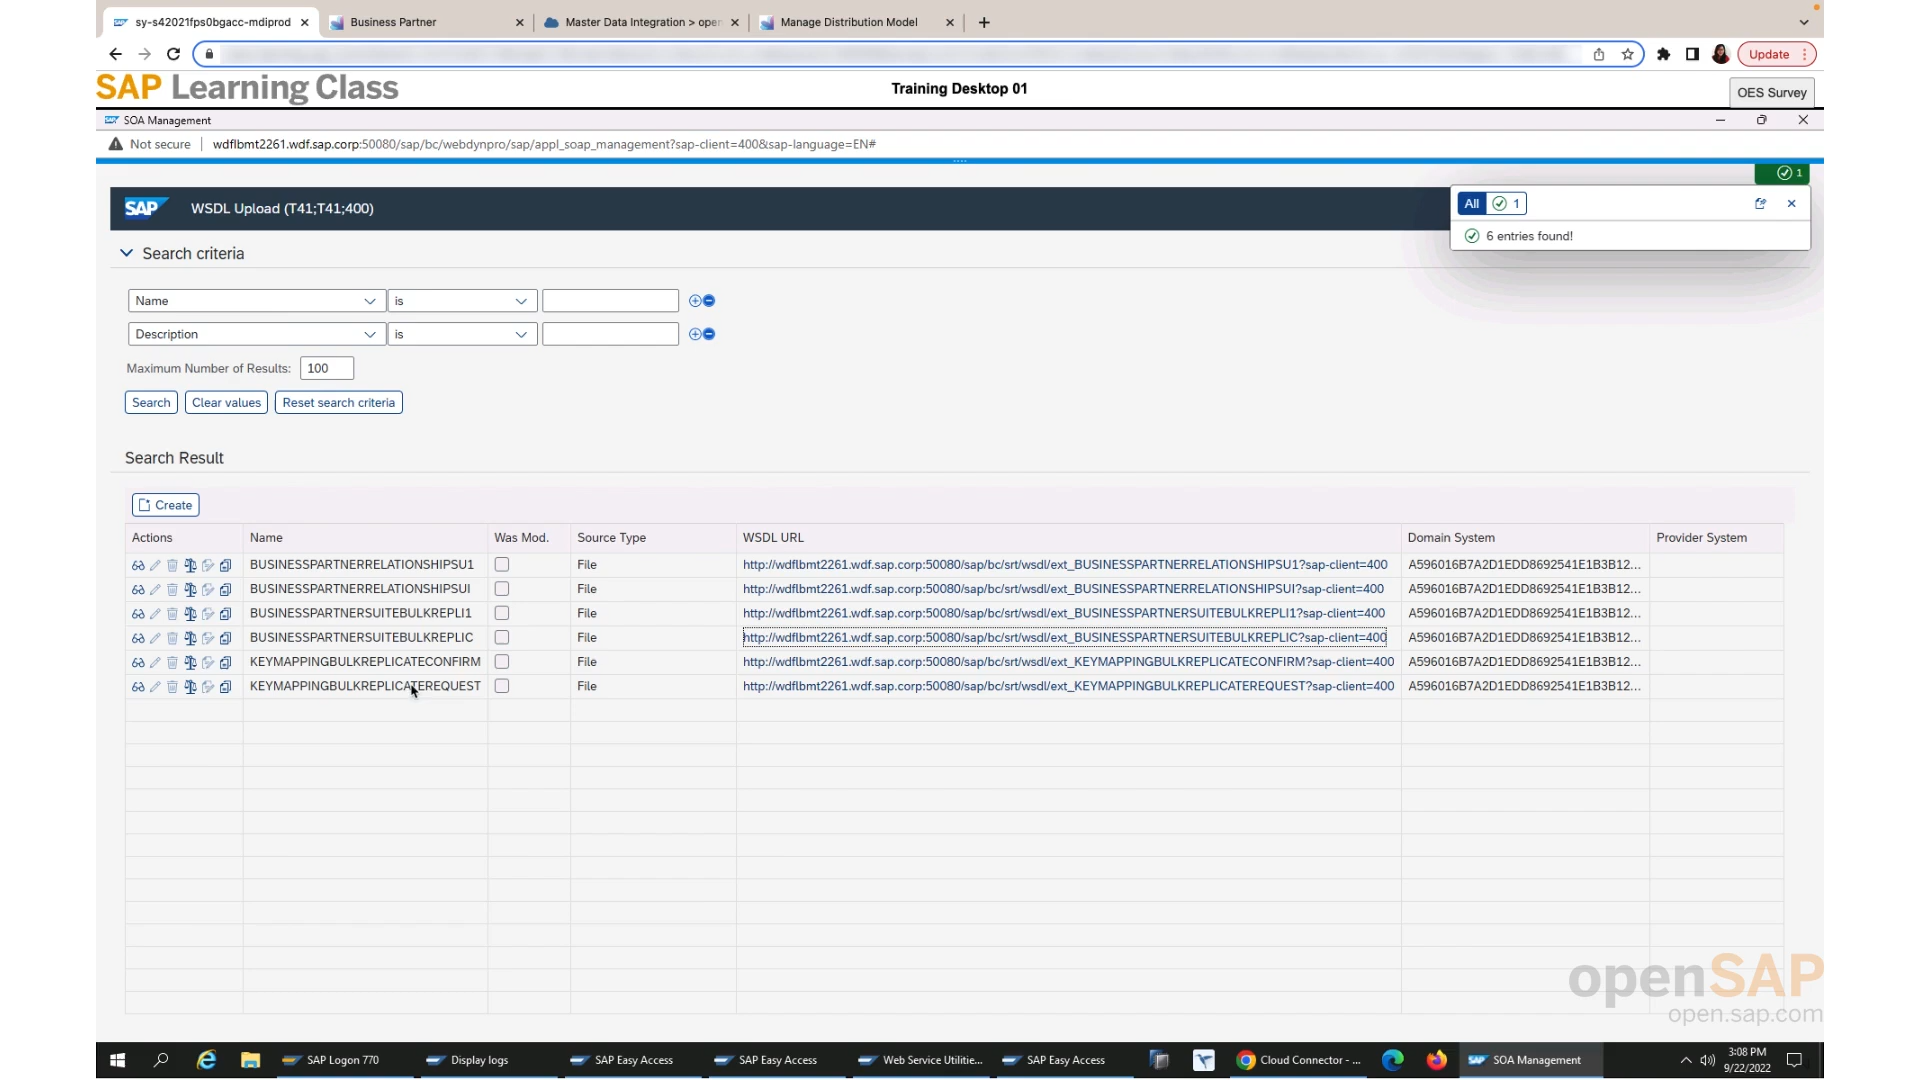 sy-s42021fps0bgacc-mdiprod
Business Partner
Master Data Integration > open
Manage Distribution Model
Update
SAP Learning Class
Training Desktop 01
OES Survey
SOA Management
Not secure
wdflbmt2261.wdf.sap.corp:50080/sap/bc/webdynpro/sap/appl_soap_management?sap-client=400&sap-language=EN#
1
SAP WSDL Upload (T41;T41;400)
All 1
6 entries found!
Search criteria
Name is
Description is
Maximum Number of Results: 100
Search Clear values Reset search criteria
Search Result
Create
Actions Name Was Mod. Source Type WSDL URL Domain System Provider System
BUSINESSPARTNERRELATIONSHIPSU1 File http://wdflbmt2261.wdf.sap.corp:50080/sap/bc/srt/wsdl/ext_BUSINESSPARTNERRELATIONSHIPSU1?sap-client=400 A596016B7A2D1EDD8692541E1B3B12...
BUSINESSPARTNERRELATIONSHIPSUI File http://wdflbmt2261.wdf.sap.corp:50080/sap/bc/srt/wsdl/ext_BUSINESSPARTNERRELATIONSHIPSUI?sap-client=400 A596016B7A2D1EDD8692541E1B3B12...
BUSINESSPARTNERSUITEBULKREPLI1 File http://wdflbmt2261.wdf.sap.corp:50080/sap/bc/srt/wsdl/ext_BUSINESSPARTNERSUITEBULKREPLI1?sap-client=400 A596016B7A2D1EDD8692541E1B3B12...
BUSINESSPARTNERSUITEBULKREPLIC File http://wdflbmt2261.wdf.sap.corp:50080/sap/bc/srt/wsdl/ext_BUSINESSPARTNERSUITEBULKREPLIC?sap-client=400 A596016B7A2D1EDD8692541E1B3B12...
KEYMAPPINGBULKREPLICATECONFIRM File http://wdflbmt2261.wdf.sap.corp:50080/sap/bc/srt/wsdl/ext_KEYMAPPINGBULKREPLICATECONFIRM?sap-client=400 A596016B7A2D1EDD8692541E1B3B12...
KEYMAPPINGBULKREPLICATEREQUEST File http://wdflbmt2261.wdf.sap.corp:50080/sap/bc/srt/wsdl/ext_KEYMAPPINGBULKREPLICATEREQUEST?sap-client=400 A596016B7A2D1EDD8692541E1B3B12...
openSAP
open.sap.com
SAP Logon 770
Display logs
SAP Easy Access
SAP Easy Access
Web Service Utilitie...
SAP Easy Access
Cloud Connector - ...
SOA Management
3:08 PM
9/22/2022